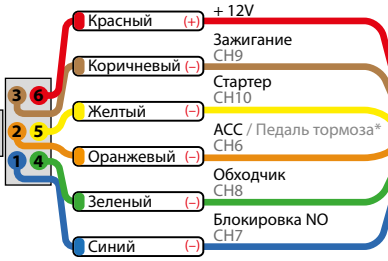 Красный (+) + 12V
Зажигание
Коричневый (–) CH9
Стартер
3 6
Желтый (–) CH10
2 5
ACC / Педаль тормоза*
Оранжевый (–) CH6
1 4
Обходчик
Зеленый (–) CH8
Блокировка NO
Синий (–) CH7